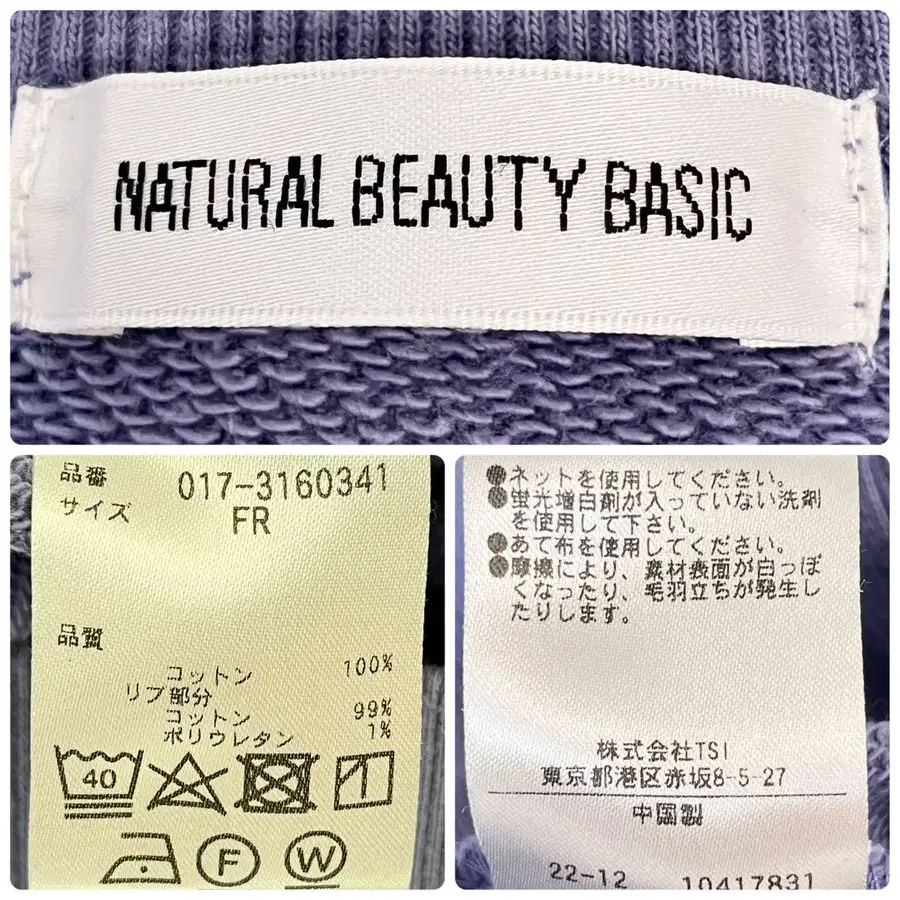 NATURAL BEAUTY BASIC
品番 017-3160341
サイズ FR
品質
コットン 100%
リブ部分
コットン 99%
ポリウレタン 1%
40
F
W
●ネットを使用してください。
●蛍光増白剤が入っていない洗剤
を使用して下さい。
●あて布を使用してください。
●摩擦により、素材表面が白っぽ
くなったり、毛羽立ちが発生し
たりします。
株式会社TSI
東京都港区赤坂8-5-27
中国製
22-12 10417831